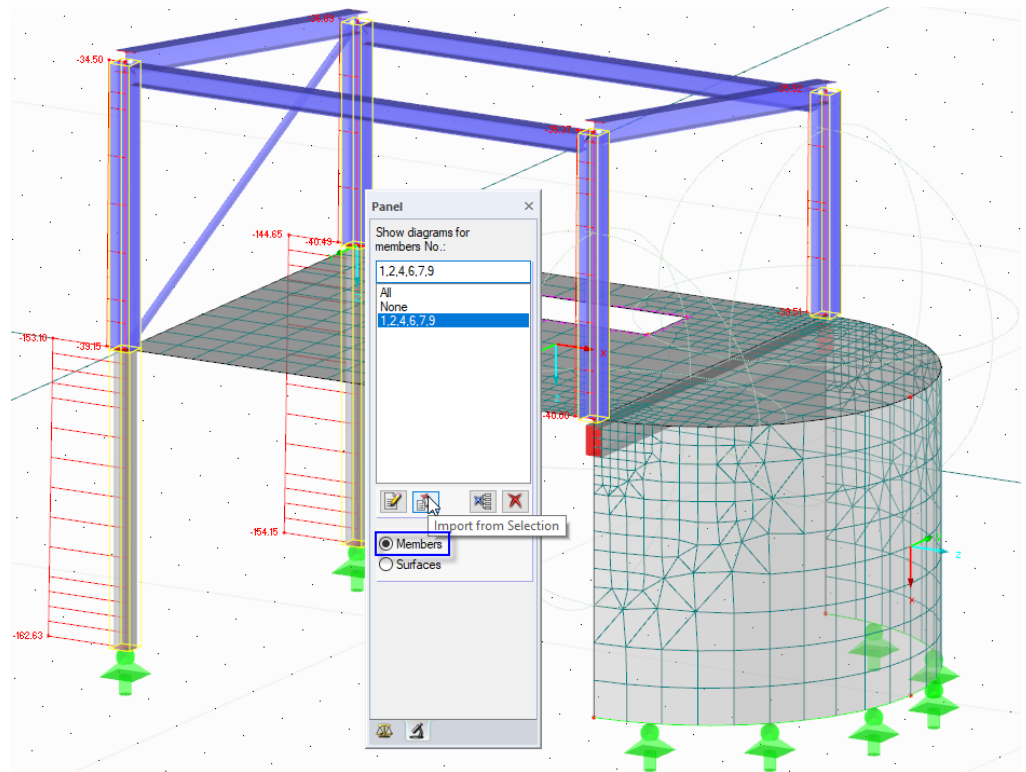 -34.50
Panel
Show diagrams for
members No.:
1,2,4,6,7,9
-144.65
-40.49
All
None
1,2,4,6,7,9
-153.10
-39.15
x
-40.60
Import from Selection
-154.15
Members
Surfaces
z
-162.63